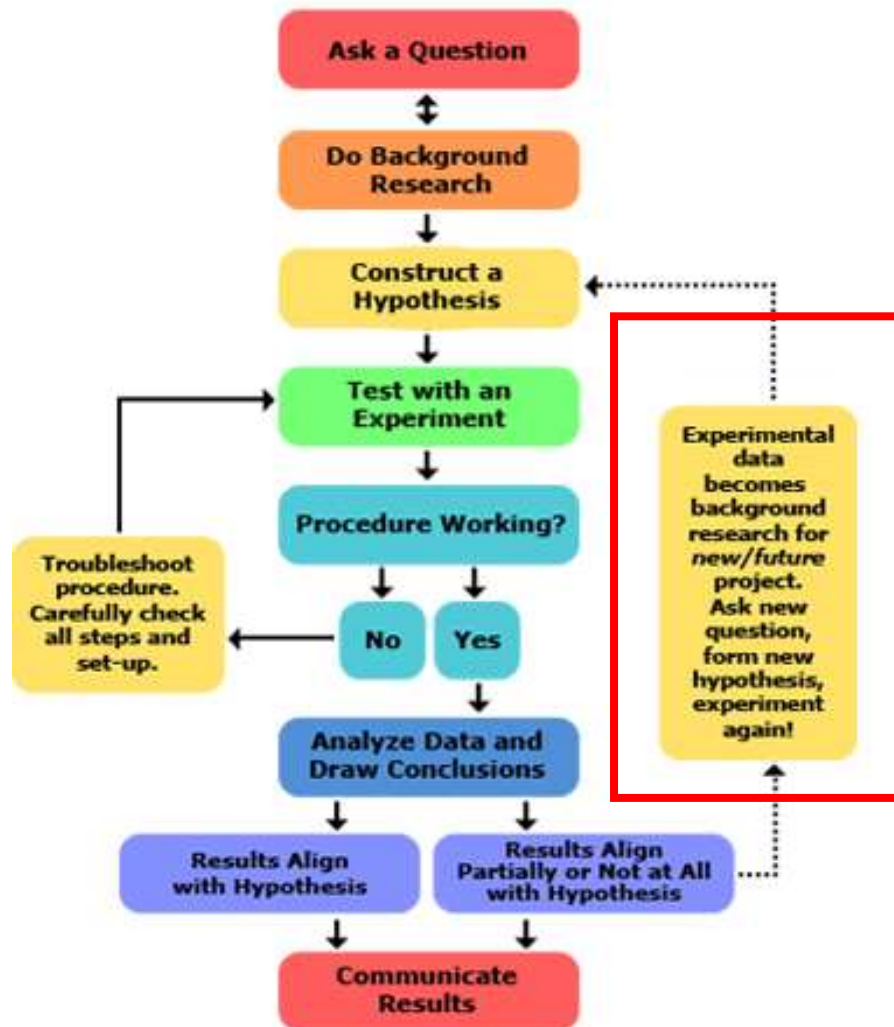 Ask a Question
Do Background
Research
Construct a
Hypothesis
Test with an
Experiment
Procedure Working?
Troubleshoot
procedure.
Carefully check
all steps and
set-up.
No
Yes
Experimental
data
becomes
background
research for
new/future
project.
Ask new
question,
form new
hypothesis,
experiment
again!
Analyze Data and
Draw Conclusions
Results Align
with Hypothesis
Results Align
Partially or Not at All
with Hypothesis
Communicate
Results